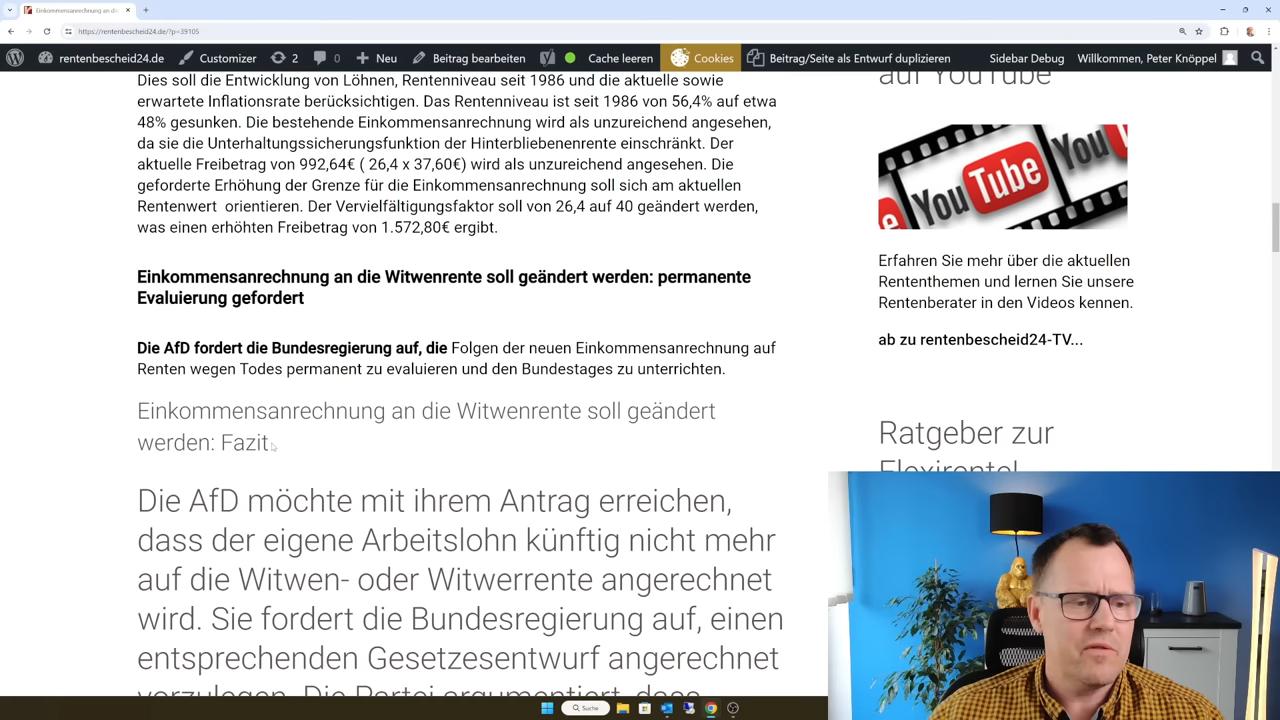 Einkommensanrechnung an die
https://rentenbescheid24.de/?p=39105
rentenbescheid24.de
Customizer
2
0
Neu
Beitrag bearbeiten
Cache leeren
Cookies
Beitrag/Seite als Entwurf duplizieren
Sidebar Debug
Willkommen, Peter Knöppel
Dies soll die Entwicklung von Löhnen, Rentenniveau seit 1986 und die aktuelle sowie
erwartete Inflationsrate berücksichtigen. Das Rentenniveau ist seit 1986 von 56,4% auf etwa
48% gesunken. Die bestehende Einkommensanrechnung wird als unzureichend angesehen,
da sie die Unterhaltungssicherungsfunktion der Hinterbliebenenrente einschränkt. Der
aktuelle Freibetrag von 992,64€ ( 26,4 x 37,60€) wird als unzureichend angesehen. Die
geforderte Erhöhung der Grenze für die Einkommensanrechnung soll sich am aktuellen
Rentenwert  orientieren. Der Vervielfältigungsfaktor soll von 26,4 auf 40 geändert werden,
was einen erhöhten Freibetrag von 1.572,80€ ergibt.
Einkommensanrechnung an die Witwenrente soll geändert werden: permanente
Evaluierung gefordert
Die AfD fordert die Bundesregierung auf, die Folgen der neuen Einkommensanrechnung auf
Renten wegen Todes permanent zu evaluieren und den Bundestages zu unterrichten.
Einkommensanrechnung an die Witwenrente soll geändert
werden: Fazit
Die AfD möchte mit ihrem Antrag erreichen,
dass der eigene Arbeitslohn künftig nicht mehr
auf die Witwen- oder Witwerrente angerechnet
wird. Sie fordert die Bundesregierung auf, einen
entsprechenden Gesetzesentwurf angerechnet
vorzulegen. Die Partei argumentiert, dass
auf YouTube
You Tube
You
Erfahren Sie mehr über die aktuellen
Rententhemen und lernen Sie unsere
Rentenberater in den Videos kennen.
ab zu rentenbescheid24-TV...
Ratgeber zur
Flexirente!
Suche